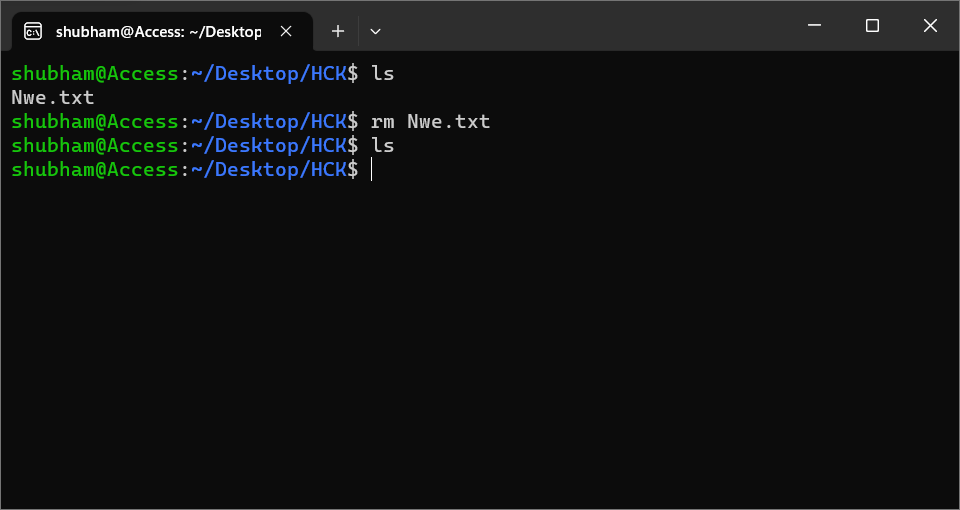 shubham@Access: ~/Desktop
shubham@Access:~/Desktop/HCK$ ls
Nwe.txt
shubham@Access:~/Desktop/HCK$ rm Nwe.txt
shubham@Access:~/Desktop/HCK$ ls
shubham@Access:~/Desktop/HCK$